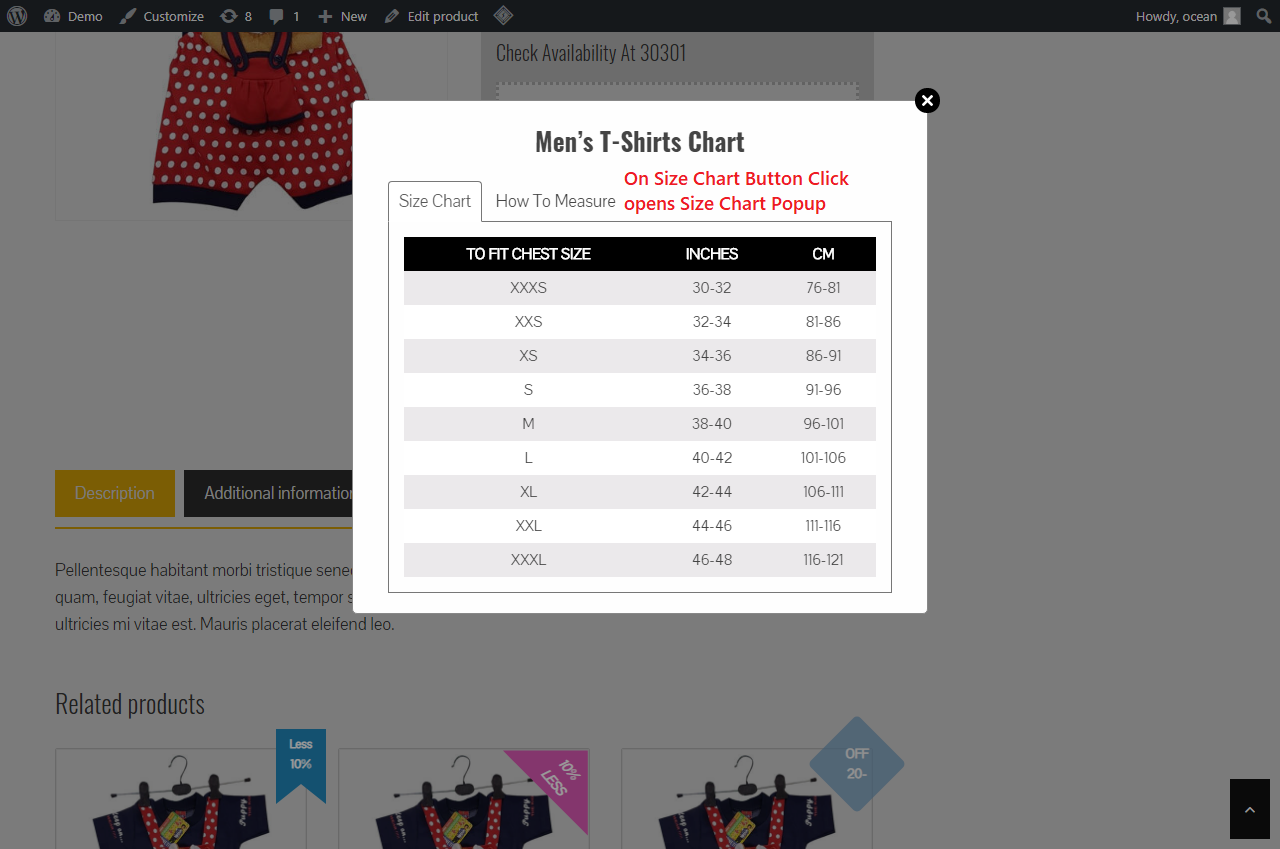 Demo Customize 8 1 New Edit product Howdy, ocean
Check Availability At 30301
Men’s T-Shirts Chart
On Size Chart Button Click
opens Size Chart Popup
Size Chart How To Measure
TO FIT CHEST SIZE INCHES CM
XXXS 30-32 76-81
XXS 32-34 81-86
XS 34-36 86-91
S 36-38 91-96
M 38-40 96-101
L 40-42 101-106
XL 42-44 106-111
XXL 44-46 111-116
XXXL 46-48 116-121
Description Additional information
Pellentesque habitant morbi tristique
quam, feugiat vitae, ultricies eget, tempor
ultricies mi vitae est. Mauris placerat eleifend leo.
Related products
Less
10%
10%
LESS
OFF
20-